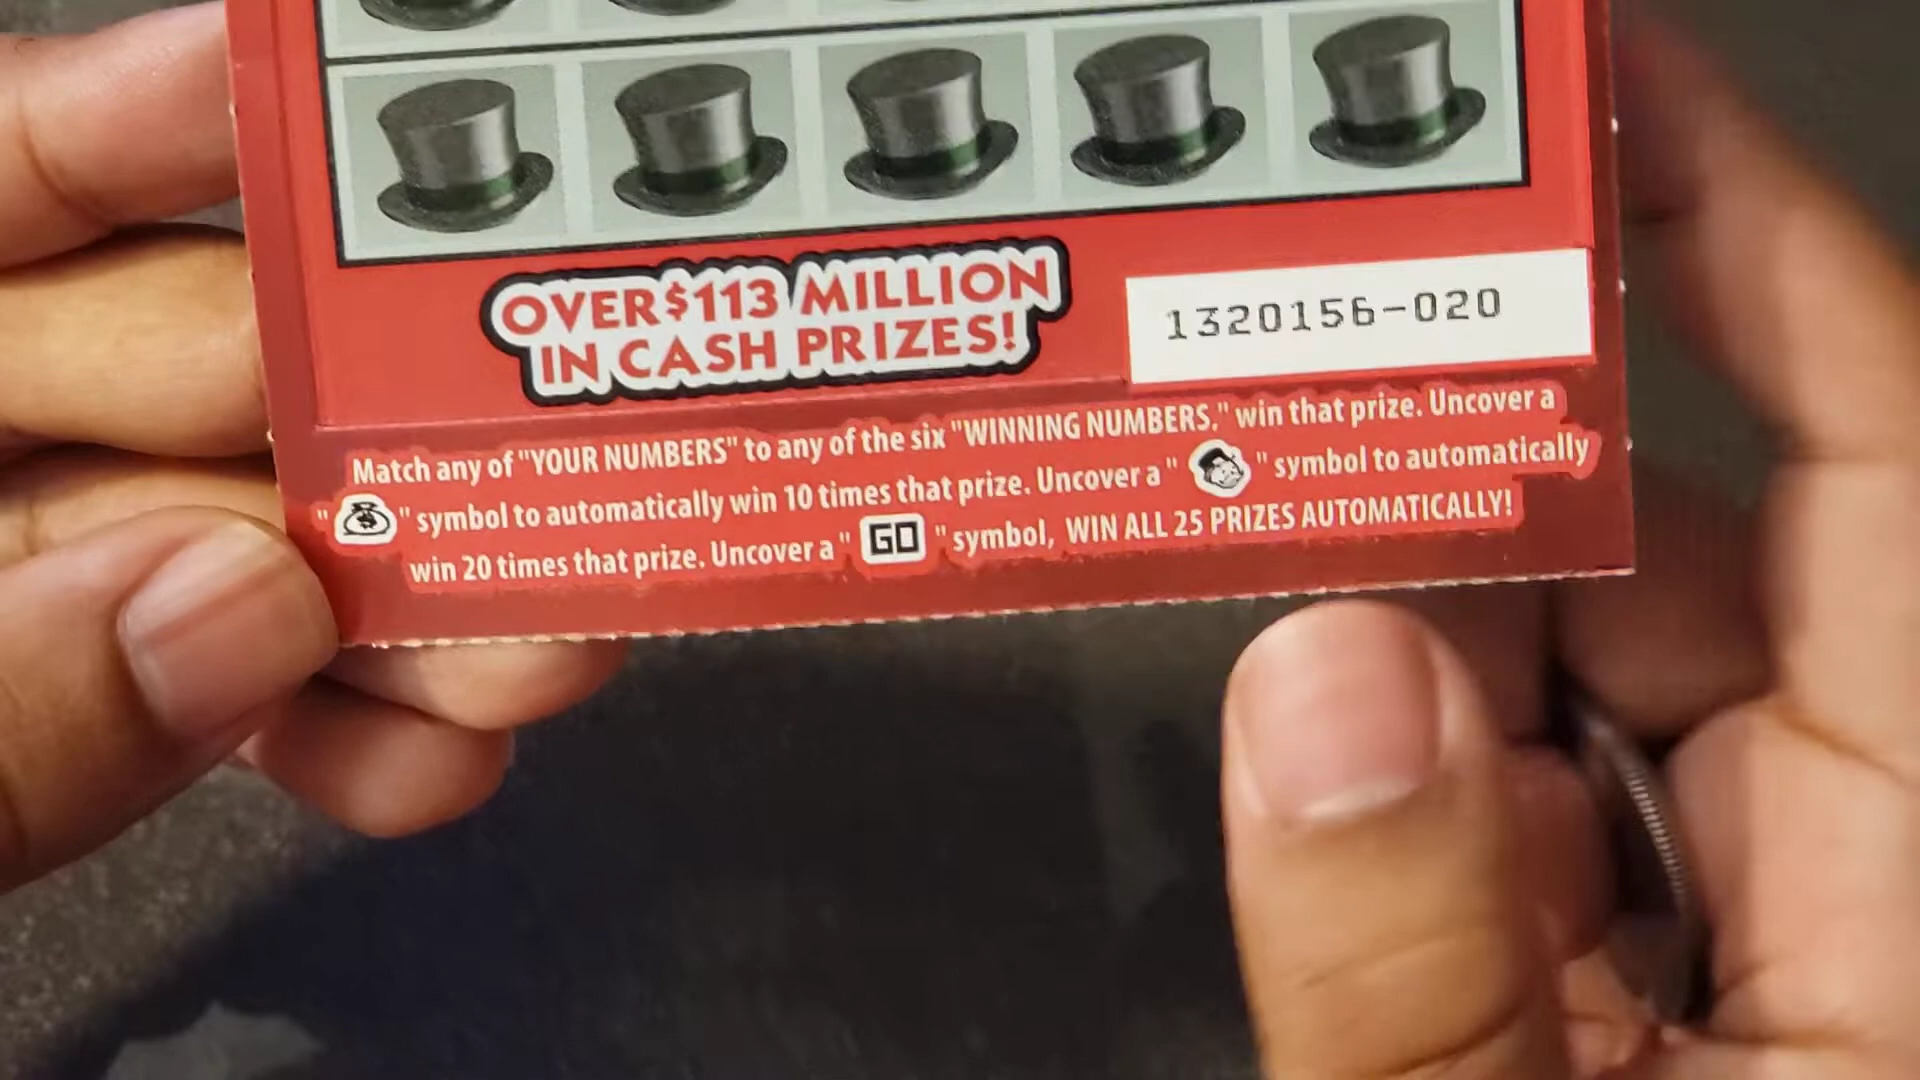 OVER $113 MILLION
IN CASH PRIZES!
1320156-020
Match any of "YOUR NUMBERS" to any of the six "WINNING NUMBERS," win that prize. Uncover a
" $ " symbol to automatically win 10 times that prize. Uncover a " " symbol to automatically
win 20 times that prize. Uncover a " GO " symbol, WIN ALL 25 PRIZES AUTOMATICALLY!